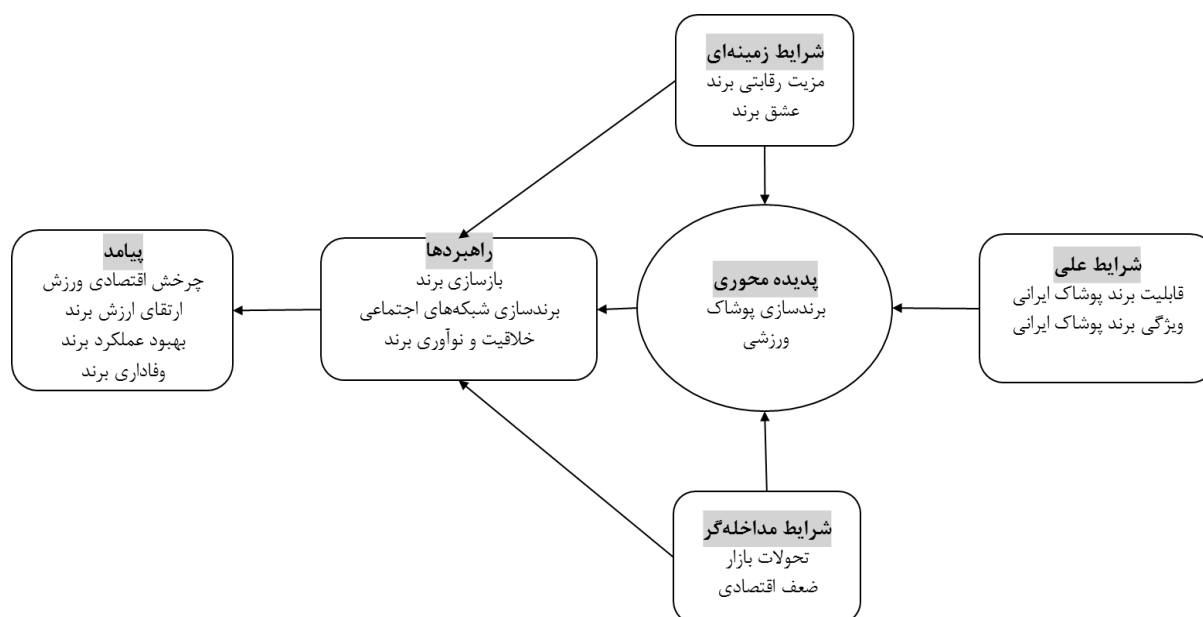 شرایط زمینه‌ای
مزیت رقابتی برند
عشق برند
شرایط علی
قابلیت برند پوشاک ایرانی
ویژگی برند پوشاک ایرانی
پدیده محوری
برندسازی پوشاک
ورزشی
راهبردها
بازسازی برند
برندسازی شبکه‌های اجتماعی
خلاقیت و نوآوری برند
پیامد
چرخش اقتصادی ورزش
ارتقای ارزش برند
بهبود عملکرد برند
وفاداری برند
شرایط مداخله‌گر
تحولات بازار
ضعف اقتصادی